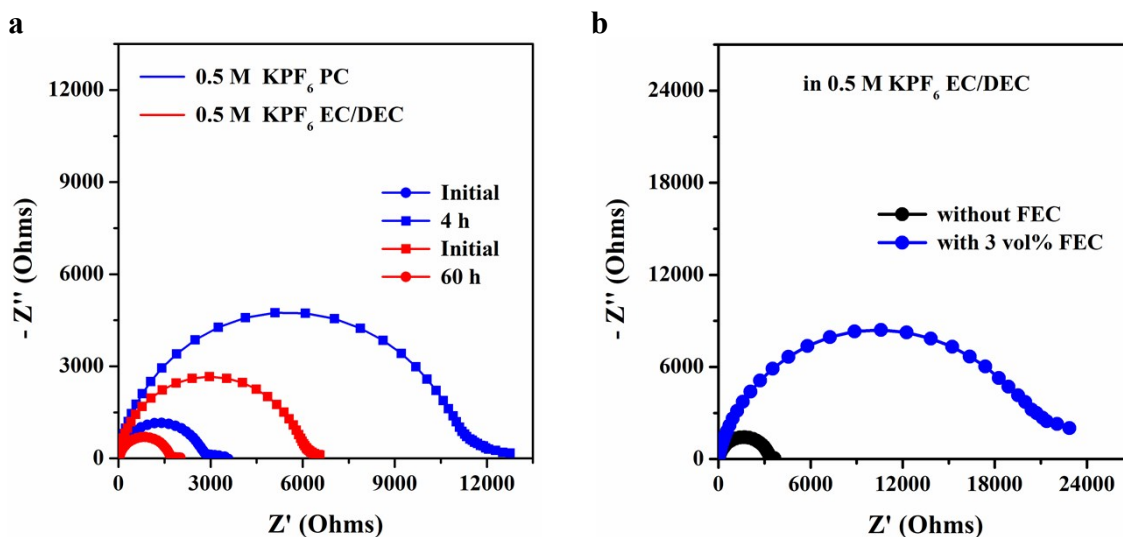 a
0.5 M KPF₆ PC
0.5 M KPF₆ EC/DEC
Initial
4 h
Initial
60 h
12000
9000
6000
3000
0
- Z'' (Ohms)
0 3000 6000 9000 12000
Z' (Ohms)
b
in 0.5 M KPF₆ EC/DEC
without FEC
with 3 vol% FEC
24000
18000
12000
6000
0
- Z'' (Ohms)
0 6000 12000 18000 24000
Z' (Ohms)